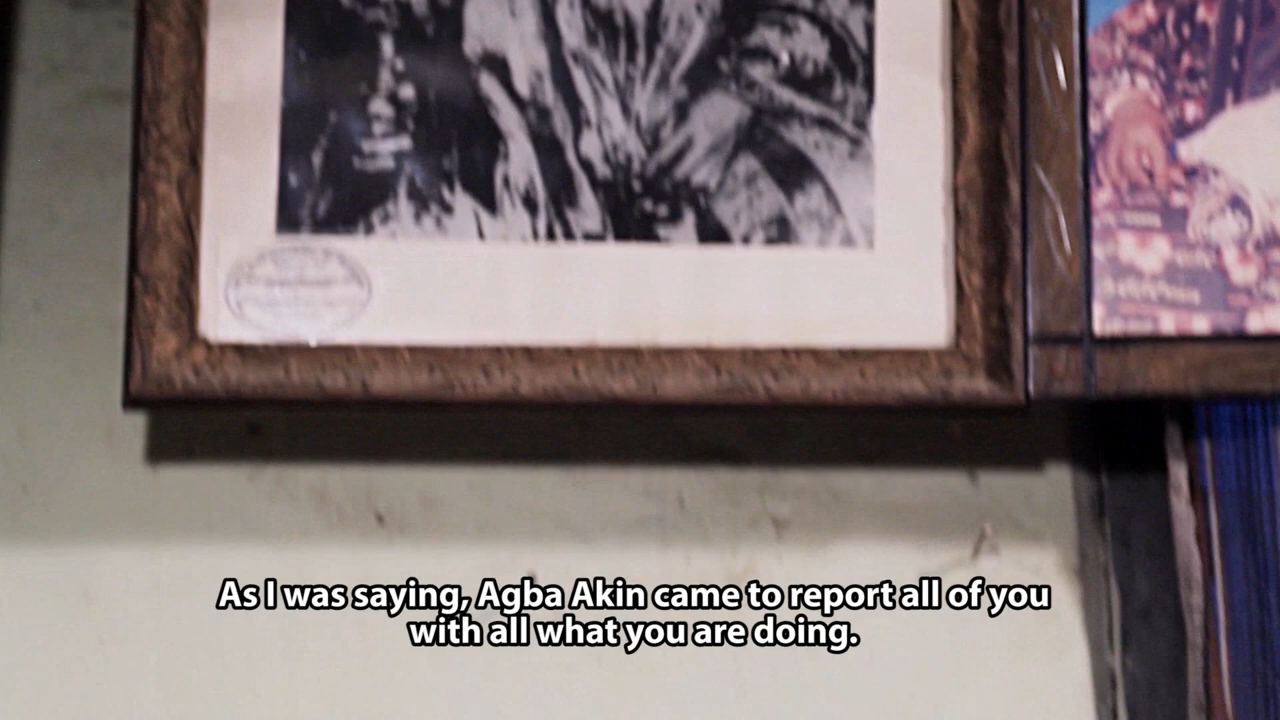 As I was saying, Agba Akin came to report all of you
with all what you are doing.